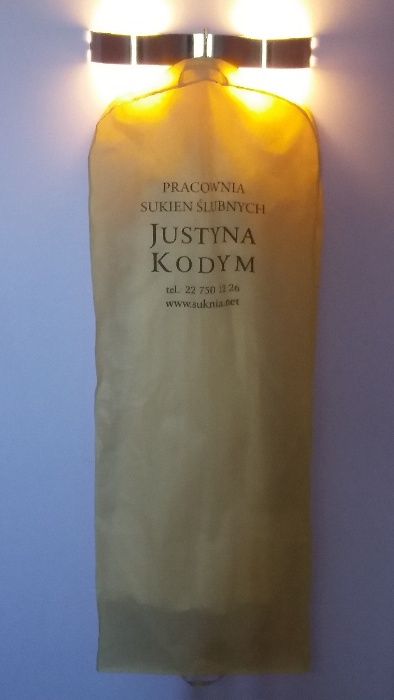 PRACOWNIA
SUKIEN ŚLUBNYCH
JUSTYNA
KODYM
tel. 22 750 12 26
www.suknia.net